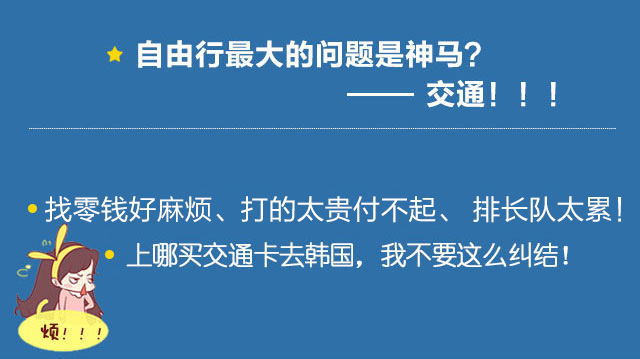 自由行最大的问题是神马?
—— 交通！！！
找零钱好麻烦、打的太贵付不起、 排长队太累！
上哪买交通卡去韩国，我不要这么纠结！
烦！！！